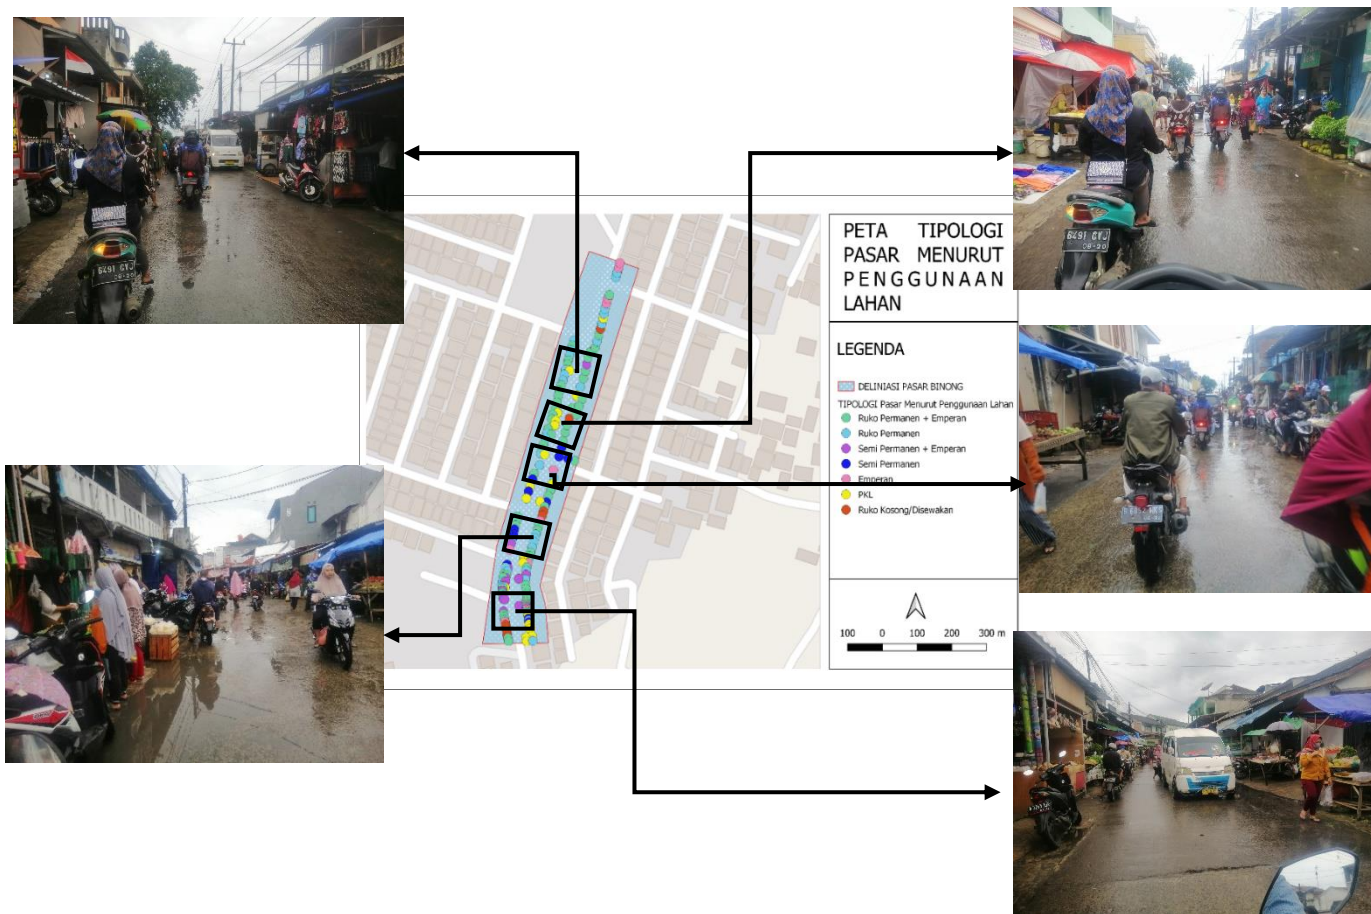 PETA TIPOLOGI
PASAR MENURUT
PENGGUNAAN
LAHAN
LEGENDA
DELINIASI PASAR BINONG
TIPOLOGI Pasar Menurut Penggunaan Lahan
Ruko Permanen + Emperan
Ruko Permanen
Semi Permanen + Emperan
Semi Permanen
Emperan
PKL
Ruko Kosong/Disewakan
100 0 100 200 300 m